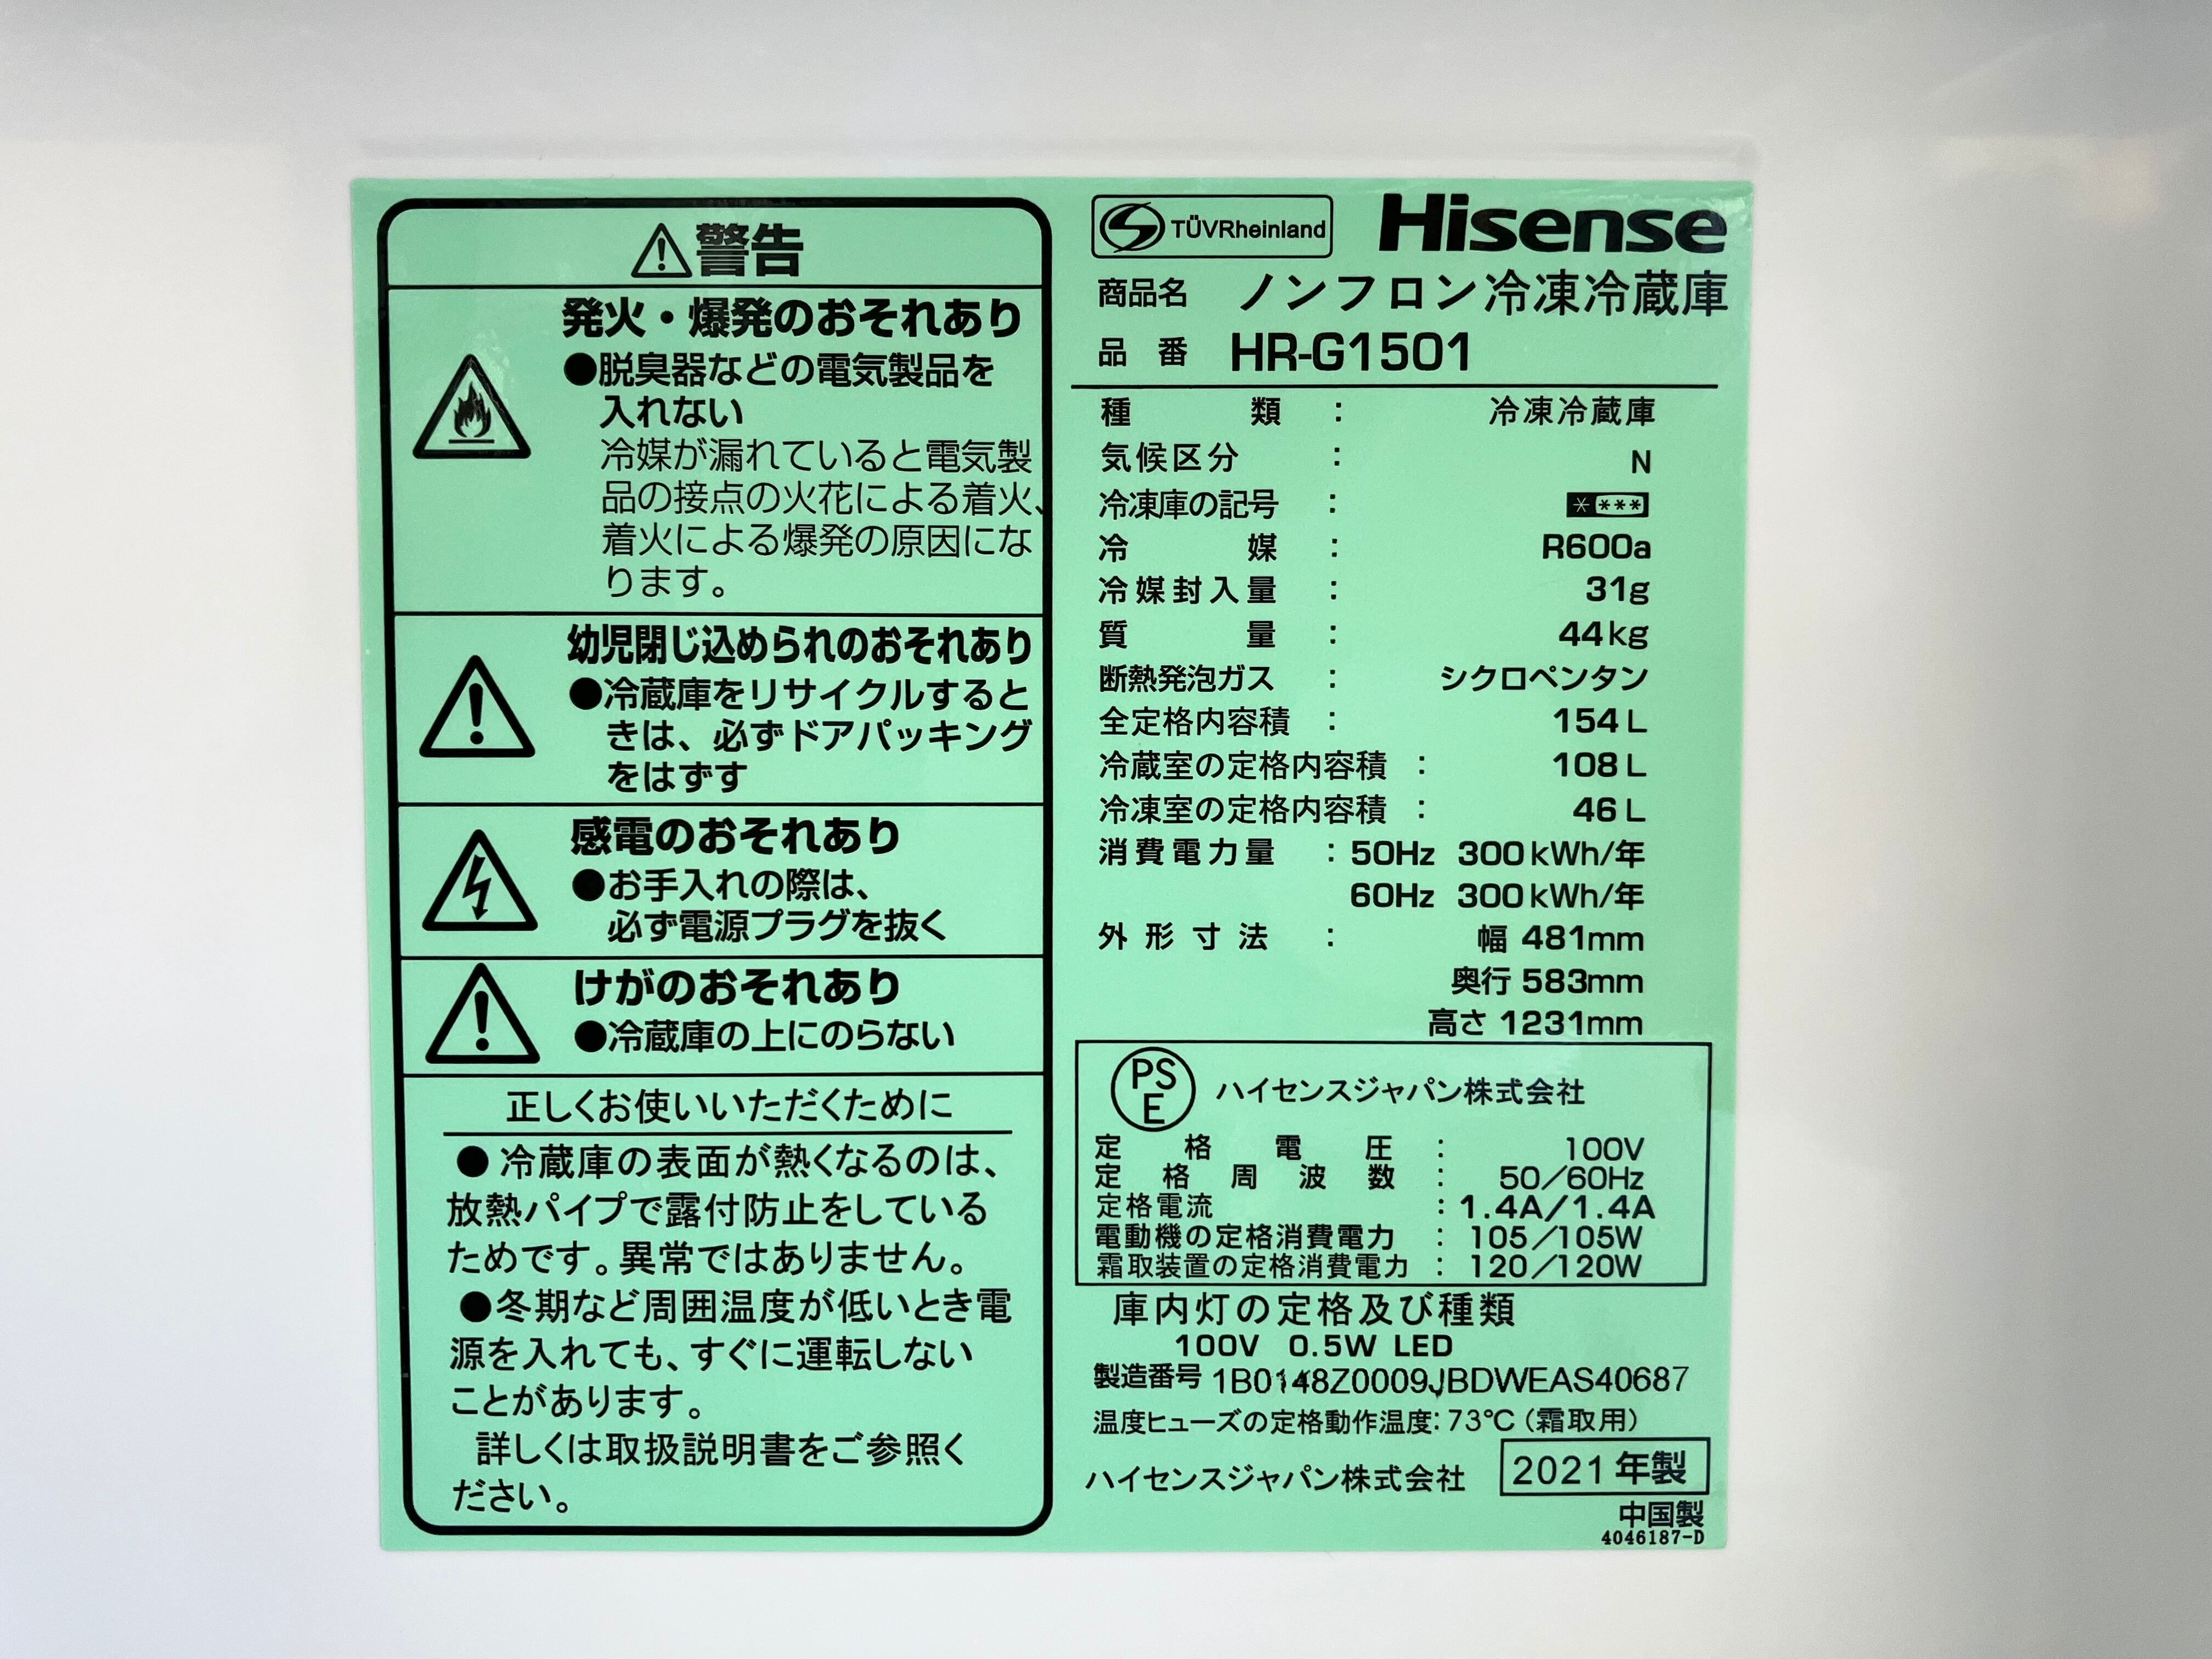 警告
発火・爆発のおそれあり
●脱臭器などの電気製品を
入れない
冷媒が漏れていると電気製
品の接点の火花による着火、
着火による爆発の原因にな
ります。
幼児閉じ込められのおそれあり
●冷蔵庫をリサイクルすると
きは、必ずドアパッキング
をはずす
感電のおそれあり
●お手入れの際は、
必ず電源プラグを抜く
けがのおそれあり
●冷蔵庫の上にのらない
正しくお使いいただくために
●冷蔵庫の表面が熱くなるのは、
放熱パイプで露付防止をしている
ためです。異常ではありません。
●冬期など周囲温度が低いとき電
源を入れても、すぐに運転しない
ことがあります。
詳しくは取扱説明書をご参照く
ださい。
TÜVRheinland Hisense
商品名 ノンフロン冷凍冷蔵庫
品番 HR-G1501
種類 : 冷凍冷蔵庫
気候区分 : N
冷凍庫の記号 : * ***
冷媒 : R600a
冷媒封入量 : 31g
質量 : 44kg
断熱発泡ガス : シクロペンタン
全定格内容積 : 154L
冷蔵室の定格内容積 : 108L
冷凍室の定格内容積 : 46L
消費電力量 : 50Hz 300kWh/年
60Hz 300kWh/年
外形寸法 : 幅 481mm
奥行 583mm
高さ 1231mm
PSE ハイセンスジャパン株式会社
定格電圧 : 100V
定格周波数 : 50/60Hz
定格電流 : 1.4A/1.4A
電動機の定格消費電力 : 105/105W
霜取装置の定格消費電力 : 120/120W
庫内灯の定格及び種類
100V 0.5W LED
製造番号 1B0148Z0009JBDWEAS40687
温度ヒューズの定格動作温度:73℃(霜取用)
ハイセンスジャパン株式会社 2021年製
中国製
4046187-D